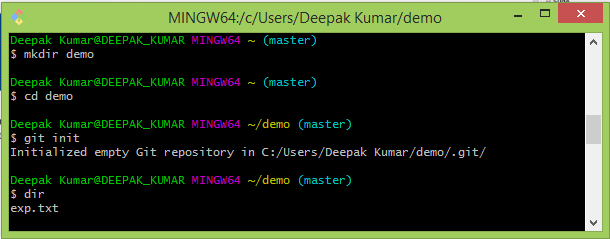 MINGW64:/c/Users/Deepak Kumar/demo
Deepak Kumar@DEEPAK_KUMAR MINGW64 ~ (master)
$ mkdir demo
Deepak Kumar@DEEPAK_KUMAR MINGW64 ~ (master)
$ cd demo
Deepak Kumar@DEEPAK_KUMAR MINGW64 ~/demo (master)
$ git init
Initialized empty Git repository in C:/Users/Deepak Kumar/demo/.git/
Deepak Kumar@DEEPAK_KUMAR MINGW64 ~/demo (master)
$ dir
exp.txt